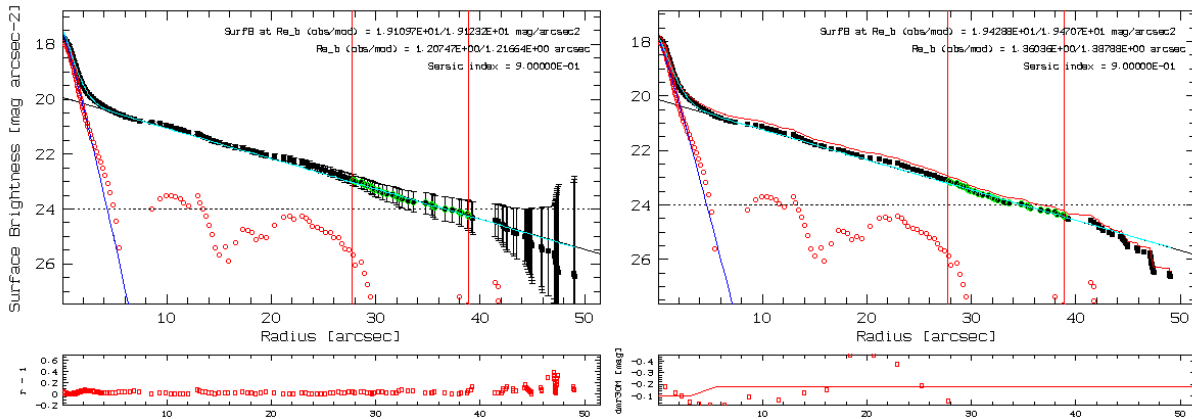 SurfB at Re_b (obs/mod) = 1.91097E+01/1.91232E+01 mag/arcsec2
Re_b (obs/mod) = 1.20747E+00/1.21664E+00 arcsec
Sersic index = 9.00000E-01
18
20
22
24
26
Surface Brightness [mag arcsec-2]
0 10 20 30 40 50
Radius [arcsec]
SurfB at Re_b (obs/mod) = 1.94288E+01/1.94707E+01 mag/arcsec2
Re_b (obs/mod) = 1.36036E+00/1.38788E+00 arcsec
Sersic index = 9.00000E-01
18
20
22
24
26
0 10 20 30 40 50
Radius [arcsec]
0.6
0.4
0.2
0
-0.2
0 10 20 30 40 50
-0.4
-0.3
-0.2
-0.1
0 10 20 30 40 50